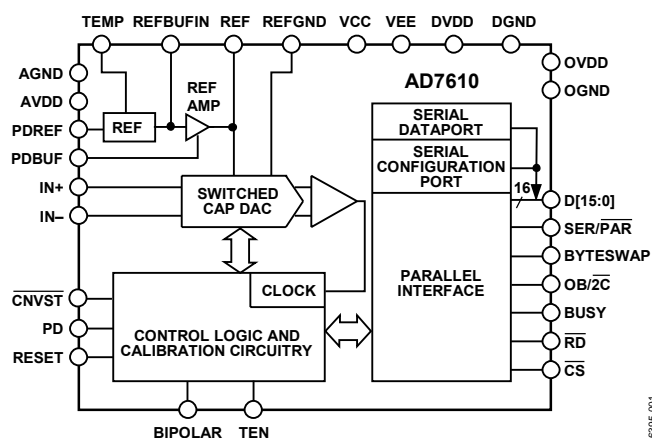 TEMP REFBUFIN REF REFGND VCC VEE DVDD DGND
AGND
AVDD
PDREF
PDBUF
IN+
IN–
CNVST
PD
RESET
REF
REF
AMP
SWITCHED
CAP DAC
CLOCK
CONTROL LOGIC AND
CALIBRATION CIRCUITRY
AD7610
SERIAL
DATAPORT
SERIAL
CONFIGURATION
PORT
16
PARALLEL
INTERFACE
OVDD
OGND
D[15:0]
SER/PAR
BYTESWAP
OB/2C
BUSY
RD
CS
BIPOLAR TEN